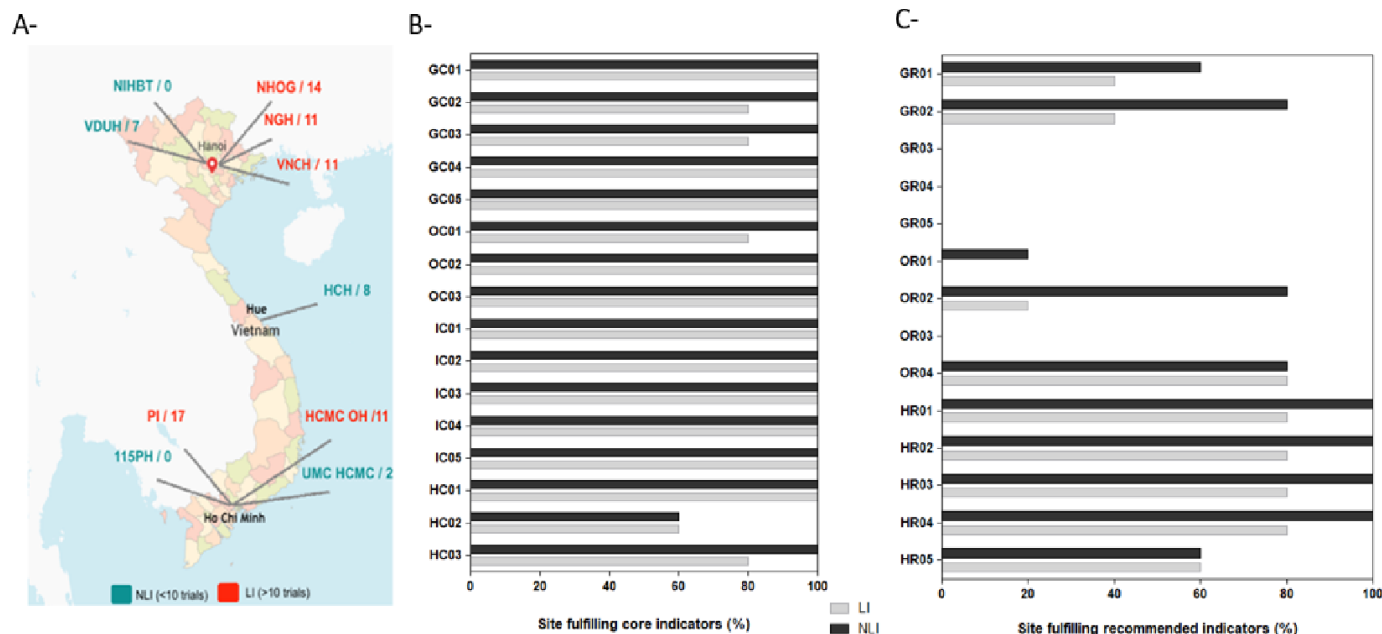 A-
B-
C-
NIHBT / 0
NHOG / 14
VDUH / 7
NGH / 11
Hanoi
VNCH / 11
HCH / 8
Hue
Vietnam
PI / 17
HCMC OH /11
115PH / 0
UMC HCMC / 2
Ho Chi Minh
NLI (<10 trials)
LI (>10 trials)
GC01
GC02
GC03
GC04
GC05
OC01
OC02
OC03
IC01
IC02
IC03
IC04
IC05
HC01
HC02
HC03
0 20 40 60 80 100
Site fulfilling core indicators (%)
LI
NLI
GR01
GR02
GR03
GR04
GR05
OR01
OR02
OR03
OR04
HR01
HR02
HR03
HR04
HR05
0 20 40 60 80 100
Site fulfilling recommended indicators (%)